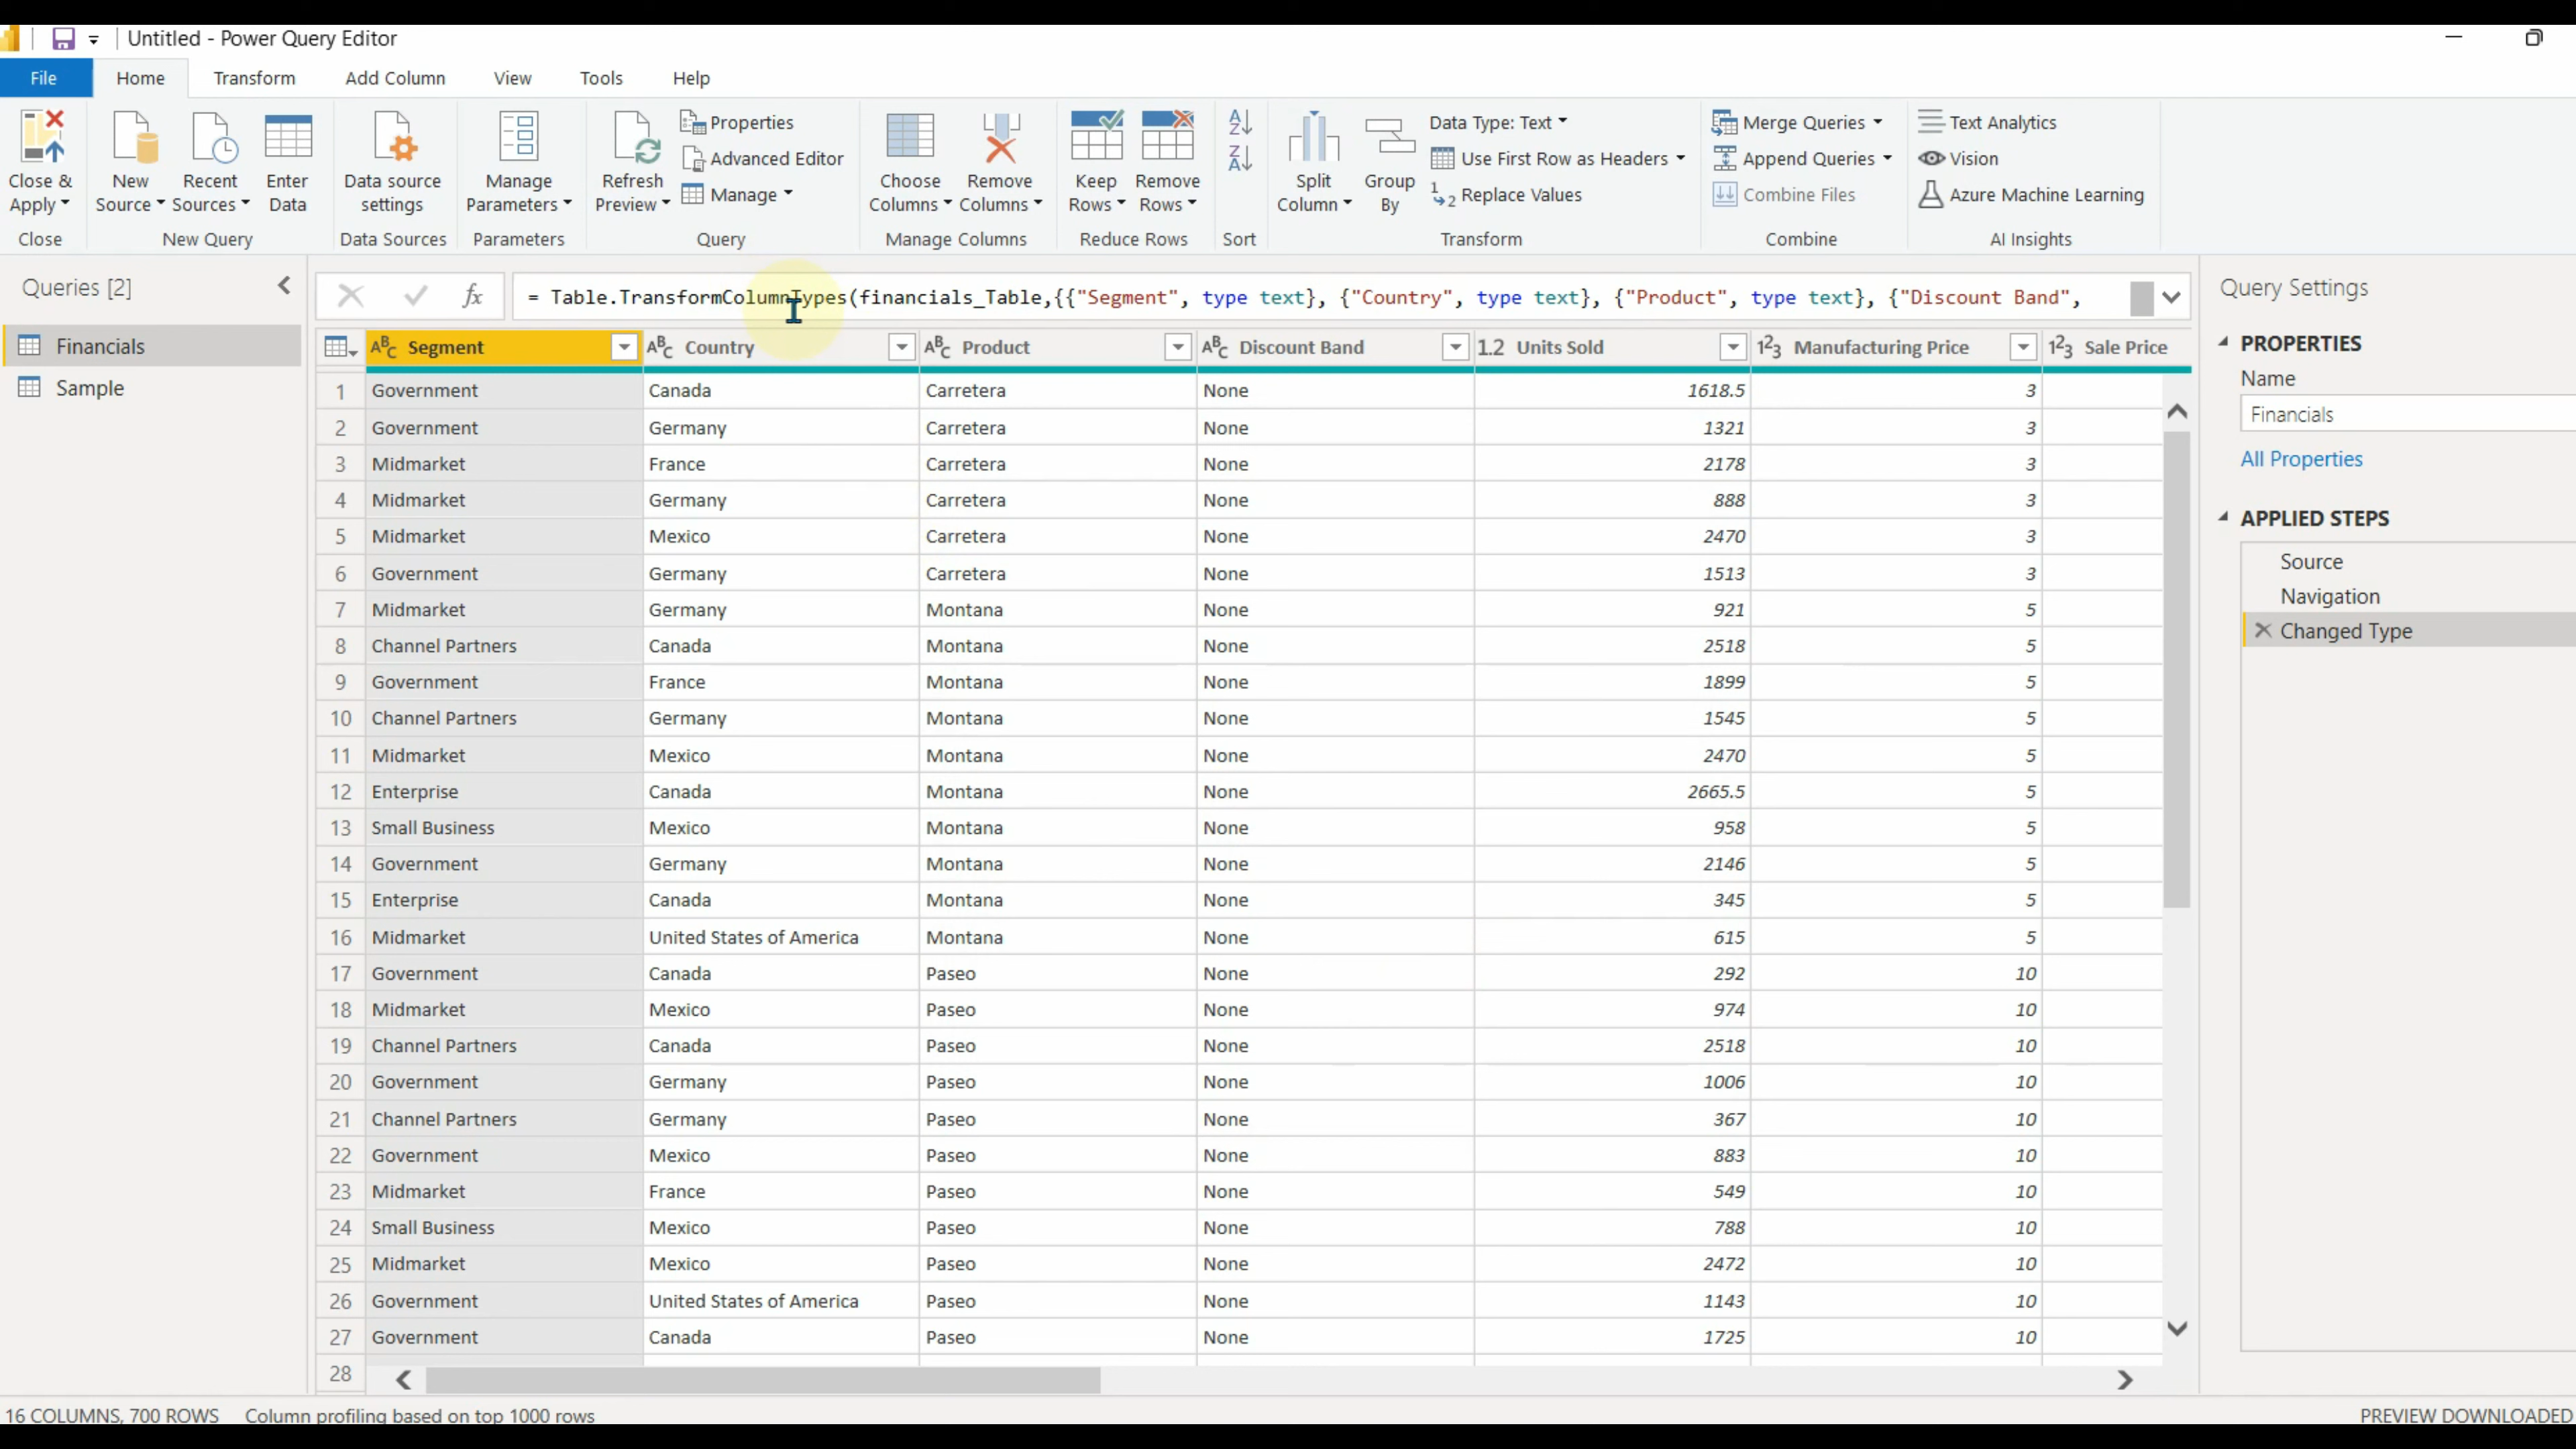 Untitled - Power Query Editor
File Home Transform Add Column View Tools Help
Close & Apply
New Source
Recent Sources
Enter Data
Data source settings
Manage Parameters
Refresh Preview
Properties
Advanced Editor
Manage
Choose Columns
Remove Columns
Keep Rows
Remove Rows
Split Column
Group By
Data Type: Text
Use First Row as Headers
Replace Values
Merge Queries
Append Queries
Combine Files
Text Analytics
Vision
Azure Machine Learning
Close New Query Data Sources Parameters Query Manage Columns Reduce Rows Sort Transform Combine AI Insights
Queries [2]
Financials
Sample
fx = Table.TransformColumnTypes(financials_Table,{{"Segment", type text}, {"Country", type text}, {"Product", type text}, {"Discount Band",
ABC Segment ABC Country ABC Product ABC Discount Band 1.2 Units Sold 123 Manufacturing Price 123 Sale Price
1 Government Canada Carretera None 1618.5 3
2 Government Germany Carretera None 1321 3
3 Midmarket France Carretera None 2178 3
4 Midmarket Germany Carretera None 888 3
5 Midmarket Mexico Carretera None 2470 3
6 Government Germany Carretera None 1513 3
7 Midmarket Germany Montana None 921 5
8 Channel Partners Canada Montana None 2518 5
9 Government France Montana None 1899 5
10 Channel Partners Germany Montana None 1545 5
11 Midmarket Mexico Montana None 2470 5
12 Enterprise Canada Montana None 2665.5 5
13 Small Business Mexico Montana None 958 5
14 Government Germany Montana None 2146 5
15 Enterprise Canada Montana None 345 5
16 Midmarket United States of America Montana None 615 5
17 Government Canada Paseo None 292 10
18 Midmarket Mexico Paseo None 974 10
19 Channel Partners Canada Paseo None 2518 10
20 Government Germany Paseo None 1006 10
21 Channel Partners Germany Paseo None 367 10
22 Government Mexico Paseo None 883 10
23 Midmarket France Paseo None 549 10
24 Small Business Mexico Paseo None 788 10
25 Midmarket Mexico Paseo None 2472 10
26 Government United States of America Paseo None 1143 10
27 Government Canada Paseo None 1725 10
28
Query Settings
PROPERTIES
Name
Financials
All Properties
APPLIED STEPS
Source
Navigation
Changed Type
16 COLUMNS, 700 ROWS Column profiling based on top 1000 rows PREVIEW DOWNLOADED